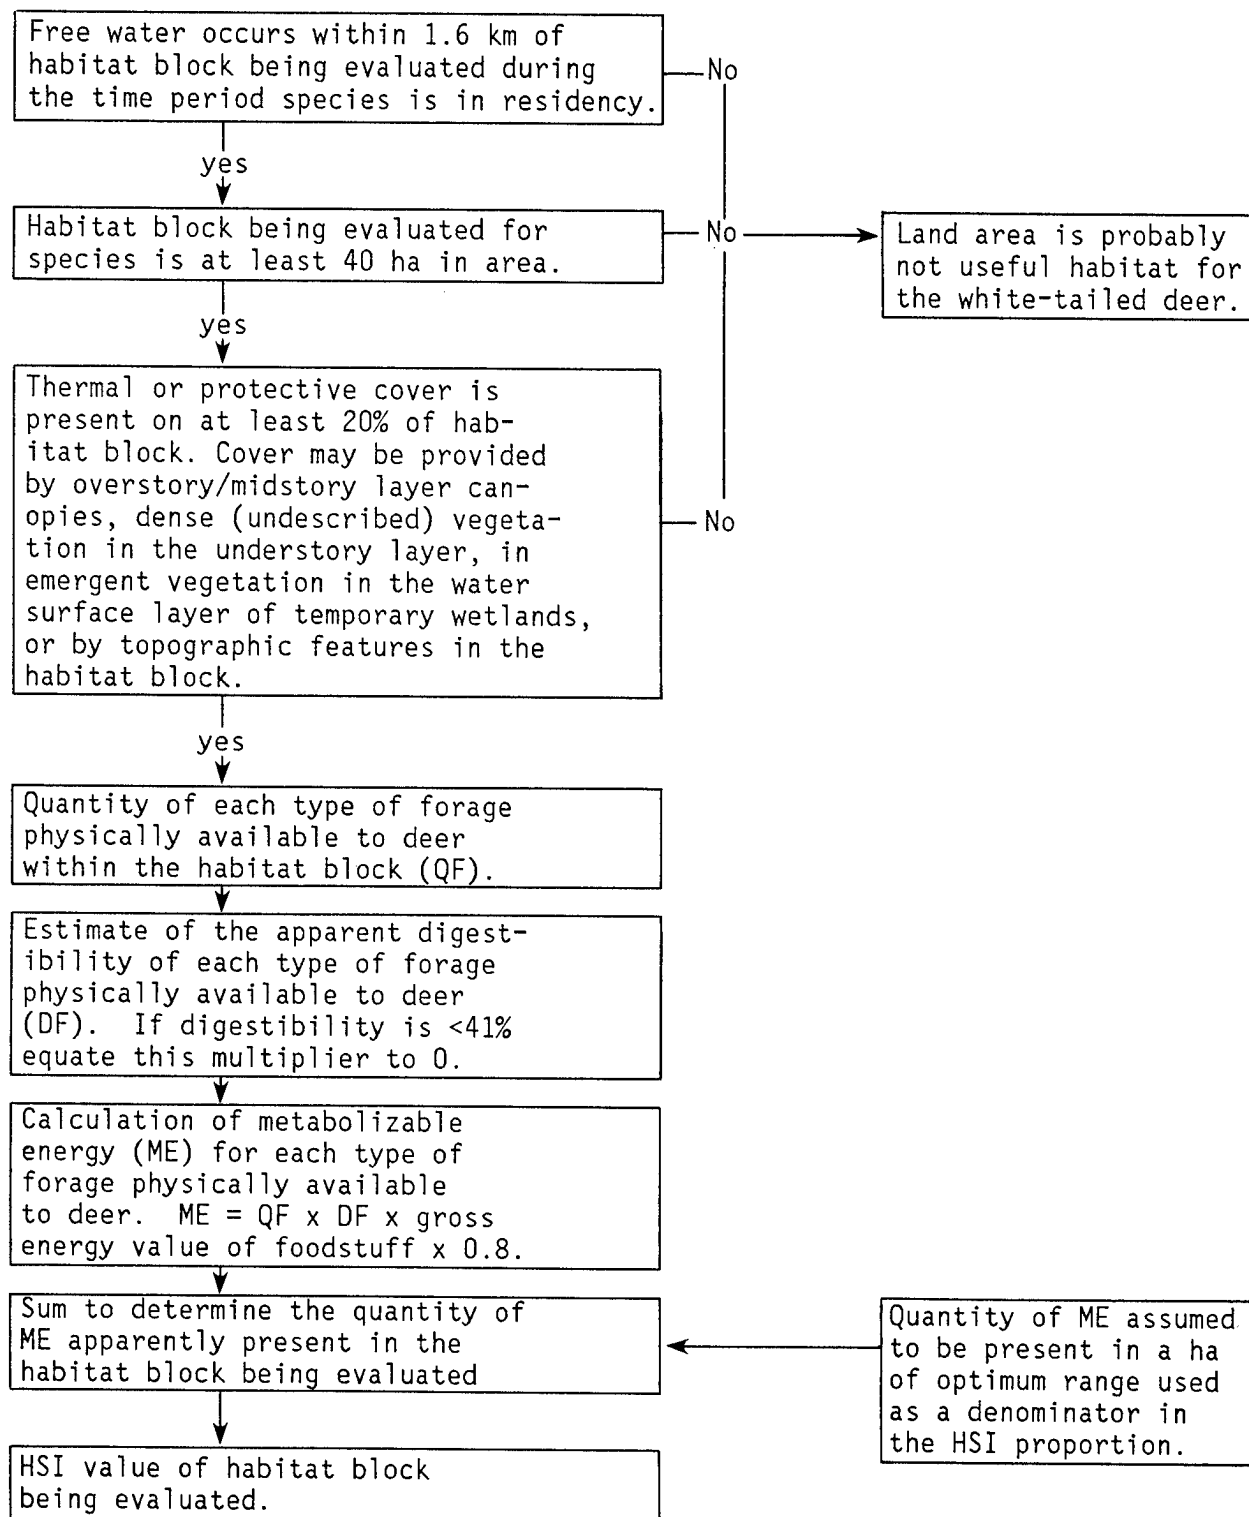 Free water occurs within 1.6 km of
habitat block being evaluated during
the time period species is in residency.
No
yes
Habitat block being evaluated for
species is at least 40 ha in area.
No
Land area is probably
not useful habitat for
the white-tailed deer.
yes
Thermal or protective cover is
present on at least 20% of hab-
itat block. Cover may be provided
by overstory/midstory layer can-
opies, dense (undescribed) vegeta-
tion in the understory layer, in
emergent vegetation in the water
surface layer of temporary wetlands,
or by topographic features in the
habitat block.
No
yes
Quantity of each type of forage
physically available to deer
within the habitat block (QF).
Estimate of the apparent digest-
ibility of each type of forage
physically available to deer
(DF). If digestibility is <41%
equate this multiplier to 0.
Calculation of metabolizable
energy (ME) for each type of
forage physically available
to deer. ME = QF x DF x gross
energy value of foodstuff x 0.8.
Sum to determine the quantity of
ME apparently present in the
habitat block being evaluated
Quantity of ME assumed
to be present in a ha
of optimum range used
as a denominator in
the HSI proportion.
HSI value of habitat block
being evaluated.